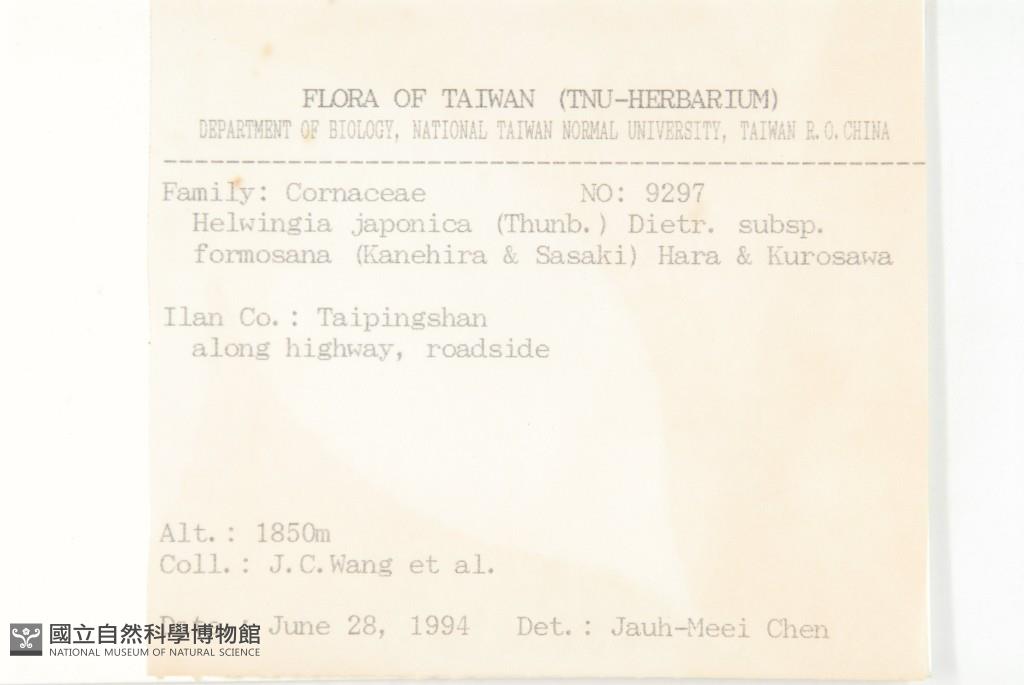 FLORA OF TAIWAN (TNU-HERBARIUM)
DEPARTMENT OF BIOLOGY, NATIONAL TAIWAN NORMAL UNIVERSITY, TAIWAN R.O.CHINA
Family: Cornaceae NO: 9297
Helwingia japonica (Thunb.) Dietr. subsp.
formosana (Kanehira & Sasaki) Hara & Kurosawa
Ilan Co.: Taipingshan
along highway, roadside
Alt.: 1850m
Coll.: J.C.Wang et al.
Date.: June 28, 1994 Det.: Jauh-Meei Chen
國立自然科學博物館
NATIONAL MUSEUM OF NATURAL SCIENCE